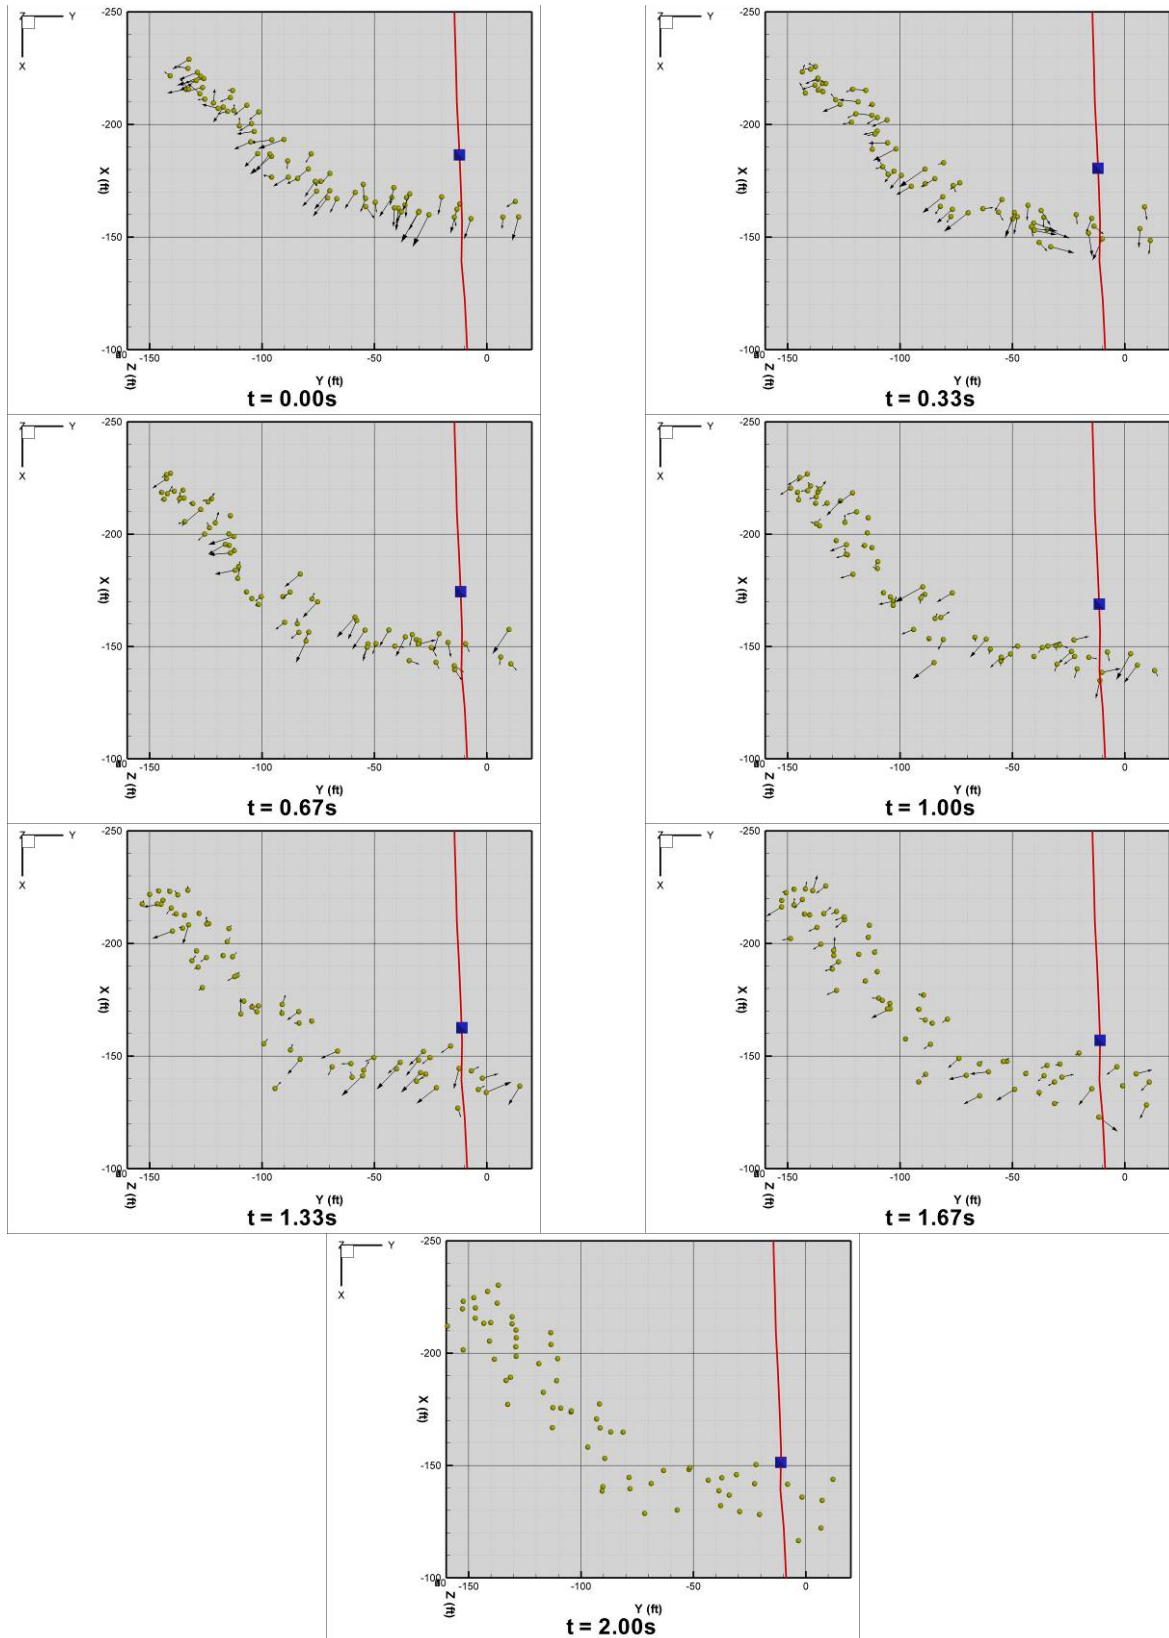 Z Y
X
-250
-200
X (ft)
-150
-100
-150 -100 -50 0
Z (ft)
Y (ft)
t = 0.00s
Z Y
X
-250
-200
X (ft)
-150
-100
-150 -100 -50 0
Z (ft)
Y (ft)
t = 0.33s
Z Y
X
-250
-200
X (ft)
-150
-100
-150 -100 -50 0
Z (ft)
Y (ft)
t = 0.67s
Z Y
X
-250
-200
X (ft)
-150
-100
-150 -100 -50 0
Z (ft)
Y (ft)
t = 1.00s
Z Y
X
-250
-200
X (ft)
-150
-100
-150 -100 -50 0
Z (ft)
Y (ft)
t = 1.33s
Z Y
X
-250
-200
X (ft)
-150
-100
-150 -100 -50 0
Z (ft)
Y (ft)
t = 1.67s
Z Y
X
-250
-200
X (ft)
-150
-100
-150 -100 -50 0
Z (ft)
Y (ft)
t = 2.00s